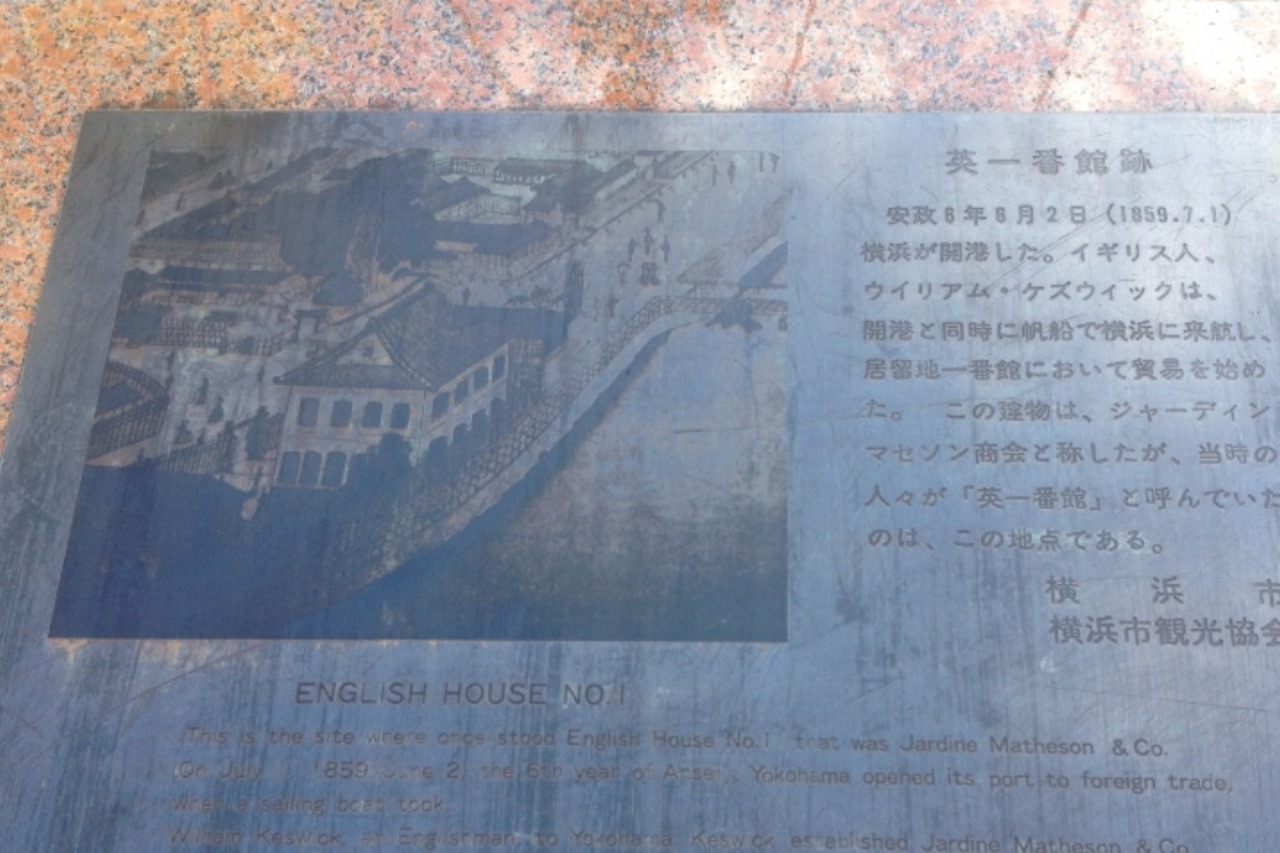 英一番館跡
安政6年6月2日（1859.7.1）
横浜が開港した。イギリス人、
ウイリアム・ケズウィックは、
開港と同時に帆船で横浜に来航し、
居留地一番館において貿易を始め
た。 この建物は、ジャーディン
マセソン商会と称したが、当時の
人々が「英一番館」と呼んでいた
のは、この地点である。
横 浜 市
横浜市観光協会
ENGLISH HOUSE NO.1
This is the site where once stood English House No.1 that was Jardine Matheson & Co.
On July 1, 1859(June 2, the 6th year of Ansei), Yokohama opened its port to foreign trade,
when a sailing boat took
William Keswick, an Englishman, to Yokohama. Keswick established Jardine Matheson & Co.